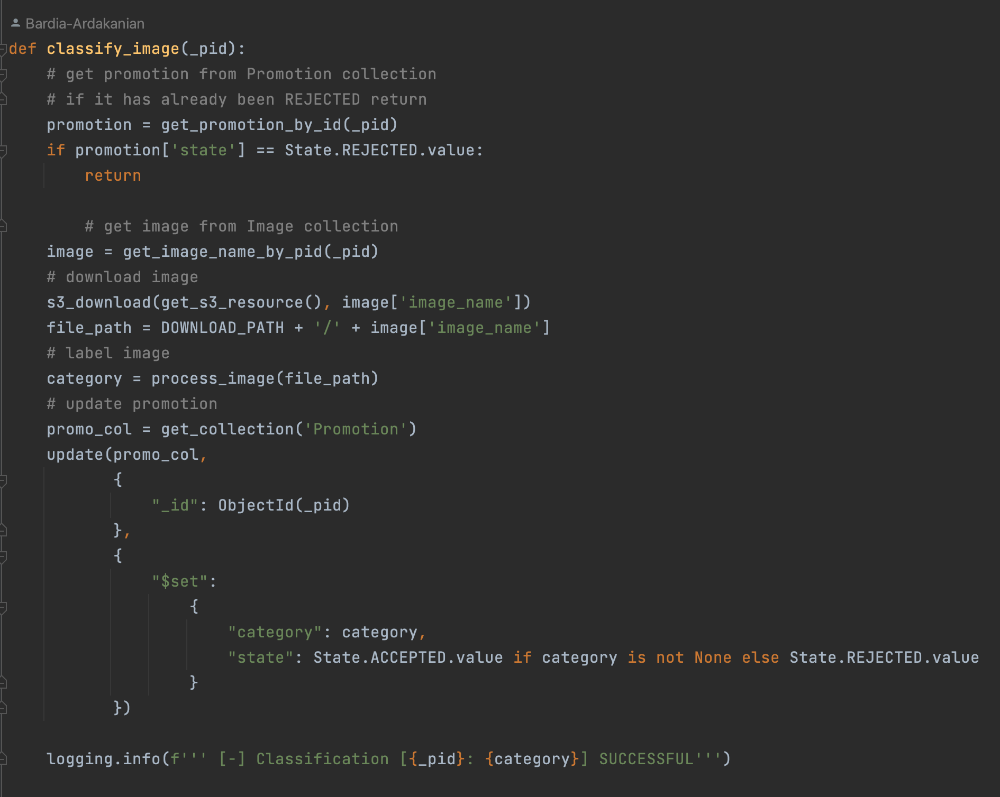 Bardia-Ardakanian
def classify_image(_pid):
    # get promotion from Promotion collection
    # if it has already been REJECTED return
    promotion = get_promotion_by_id(_pid)
    if promotion['state'] == State.REJECTED.value:
        return
        # get image from Image collection
    image = get_image_name_by_pid(_pid)
    # download image
    s3_download(get_s3_resource(), image['image_name'])
    file_path = DOWNLOAD_PATH + '/' + image['image_name']
    # label image
    category = process_image(file_path)
    # update promotion
    promo_col = get_collection('Promotion')
    update(promo_col,
           {
               "_id": ObjectId(_pid)
           },
           {
               "$set":
                   {
                       "category": category,
                       "state": State.ACCEPTED.value if category is not None else State.REJECTED.value
                   }
           })
    logging.info(f''' [-] Classification [{_pid}: {category}] SUCCESSFUL''')